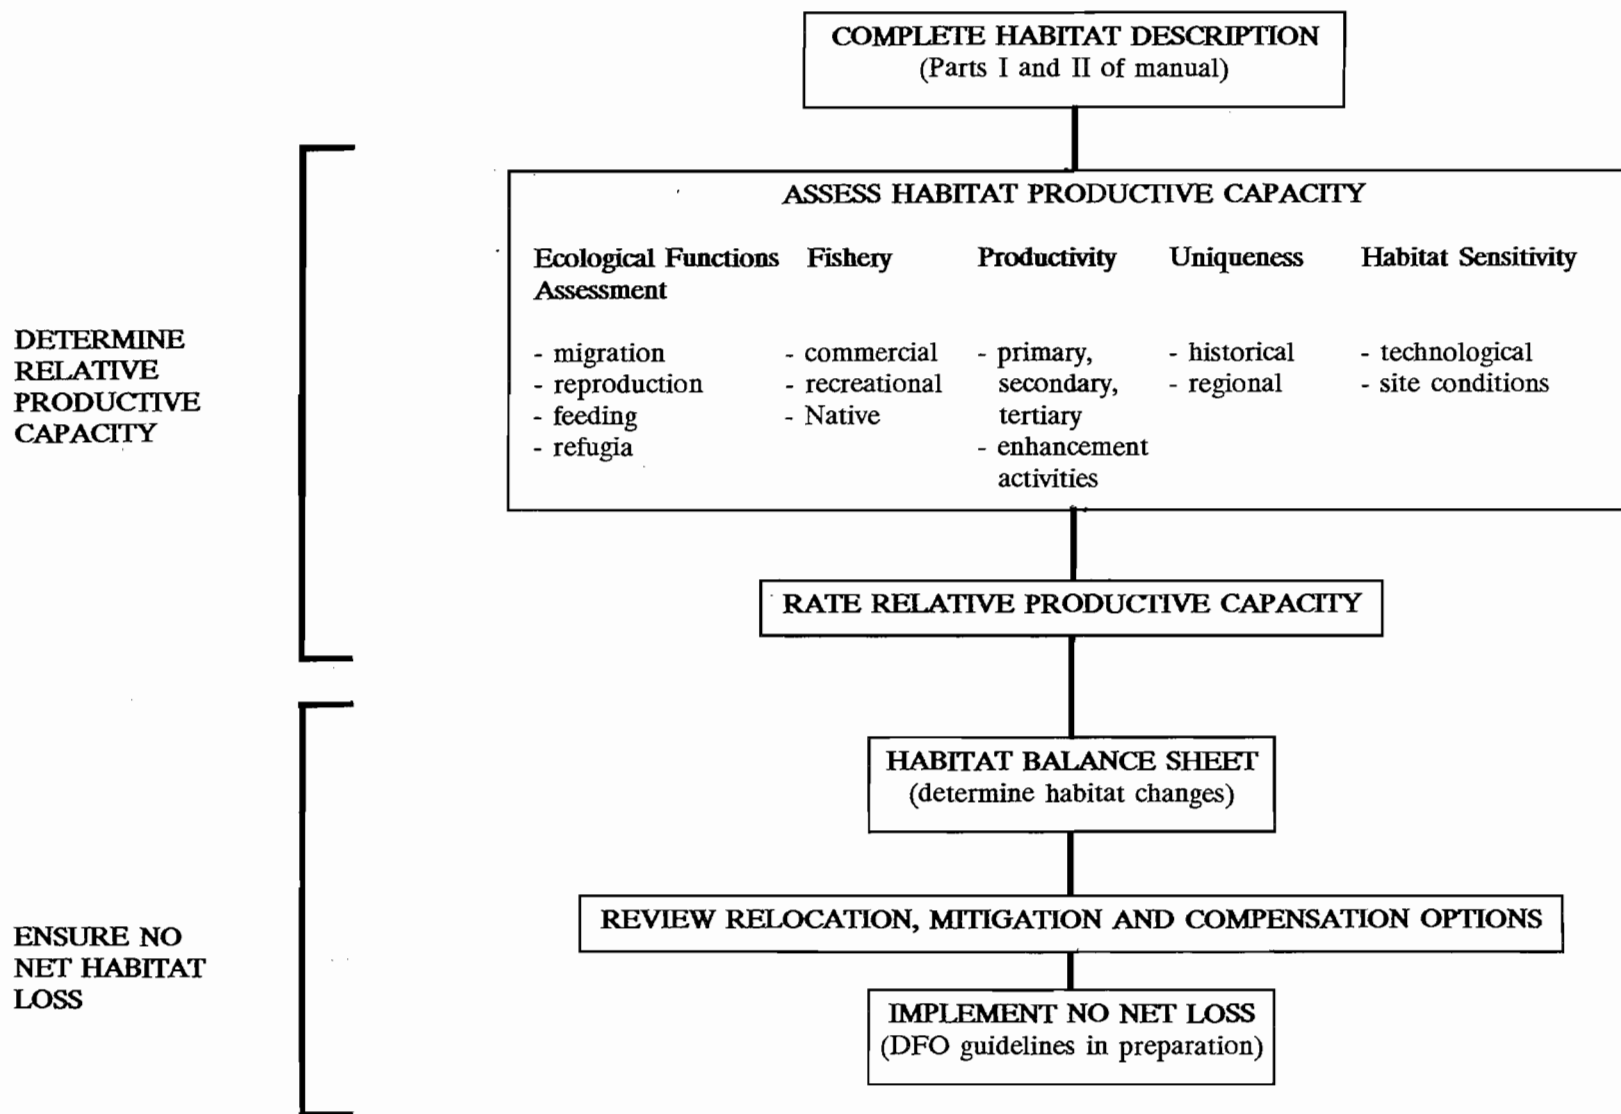 COMPLETE HABITAT DESCRIPTION
(Parts I and II of manual)
ASSESS HABITAT PRODUCTIVE CAPACITY
Ecological Functions
Assessment
- migration
- reproduction
- feeding
- refugia
Fishery
- commercial
- recreational
- Native
Productivity
- primary,
secondary,
tertiary
- enhancement
activities
Uniqueness
- historical
- regional
Habitat Sensitivity
- technological
- site conditions
DETERMINE
RELATIVE
PRODUCTIVE
CAPACITY
RATE RELATIVE PRODUCTIVE CAPACITY
HABITAT BALANCE SHEET
(determine habitat changes)
REVIEW RELOCATION, MITIGATION AND COMPENSATION OPTIONS
ENSURE NO
NET HABITAT
LOSS
IMPLEMENT NO NET LOSS
(DFO guidelines in preparation)